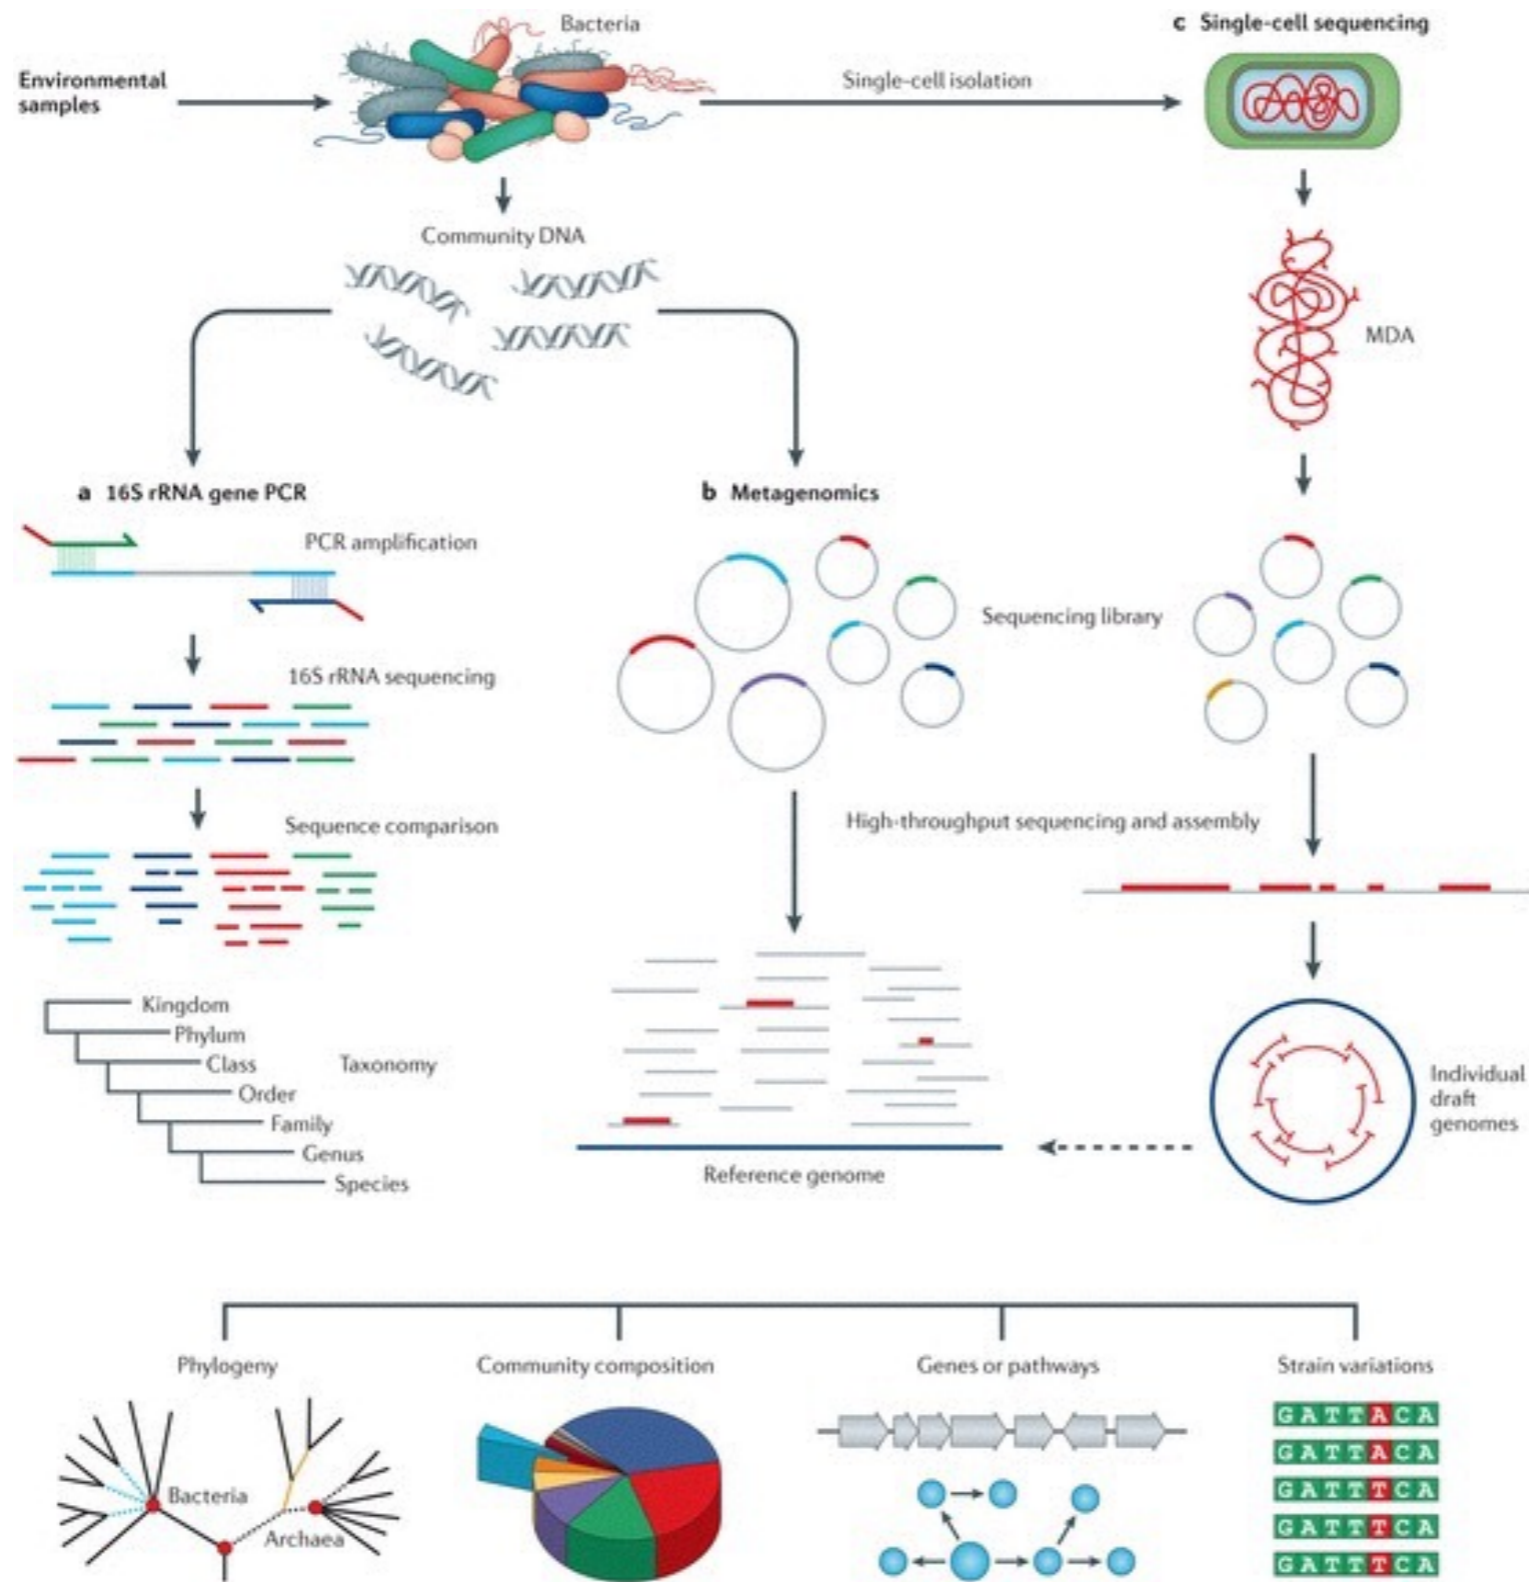 Bacteria
c Single-cell sequencing
Environmental
samples
Single-cell isolation
Community DNA
MDA
a 16S rRNA gene PCR
b Metagenomics
PCR amplification
Sequencing library
16S rRNA sequencing
High-throughput sequencing and assembly
Sequence comparison
Kingdom
Phylum
Class
Taxonomy
Order
Family
Genus
Species
Individual
draft
genomes
Reference genome
Phylogeny
Community composition
Genes or pathways
Strain variations
Bacteria
Archaea
GATTACA
GATTACA
GATTTCA
GATTTCA
GATTTCA